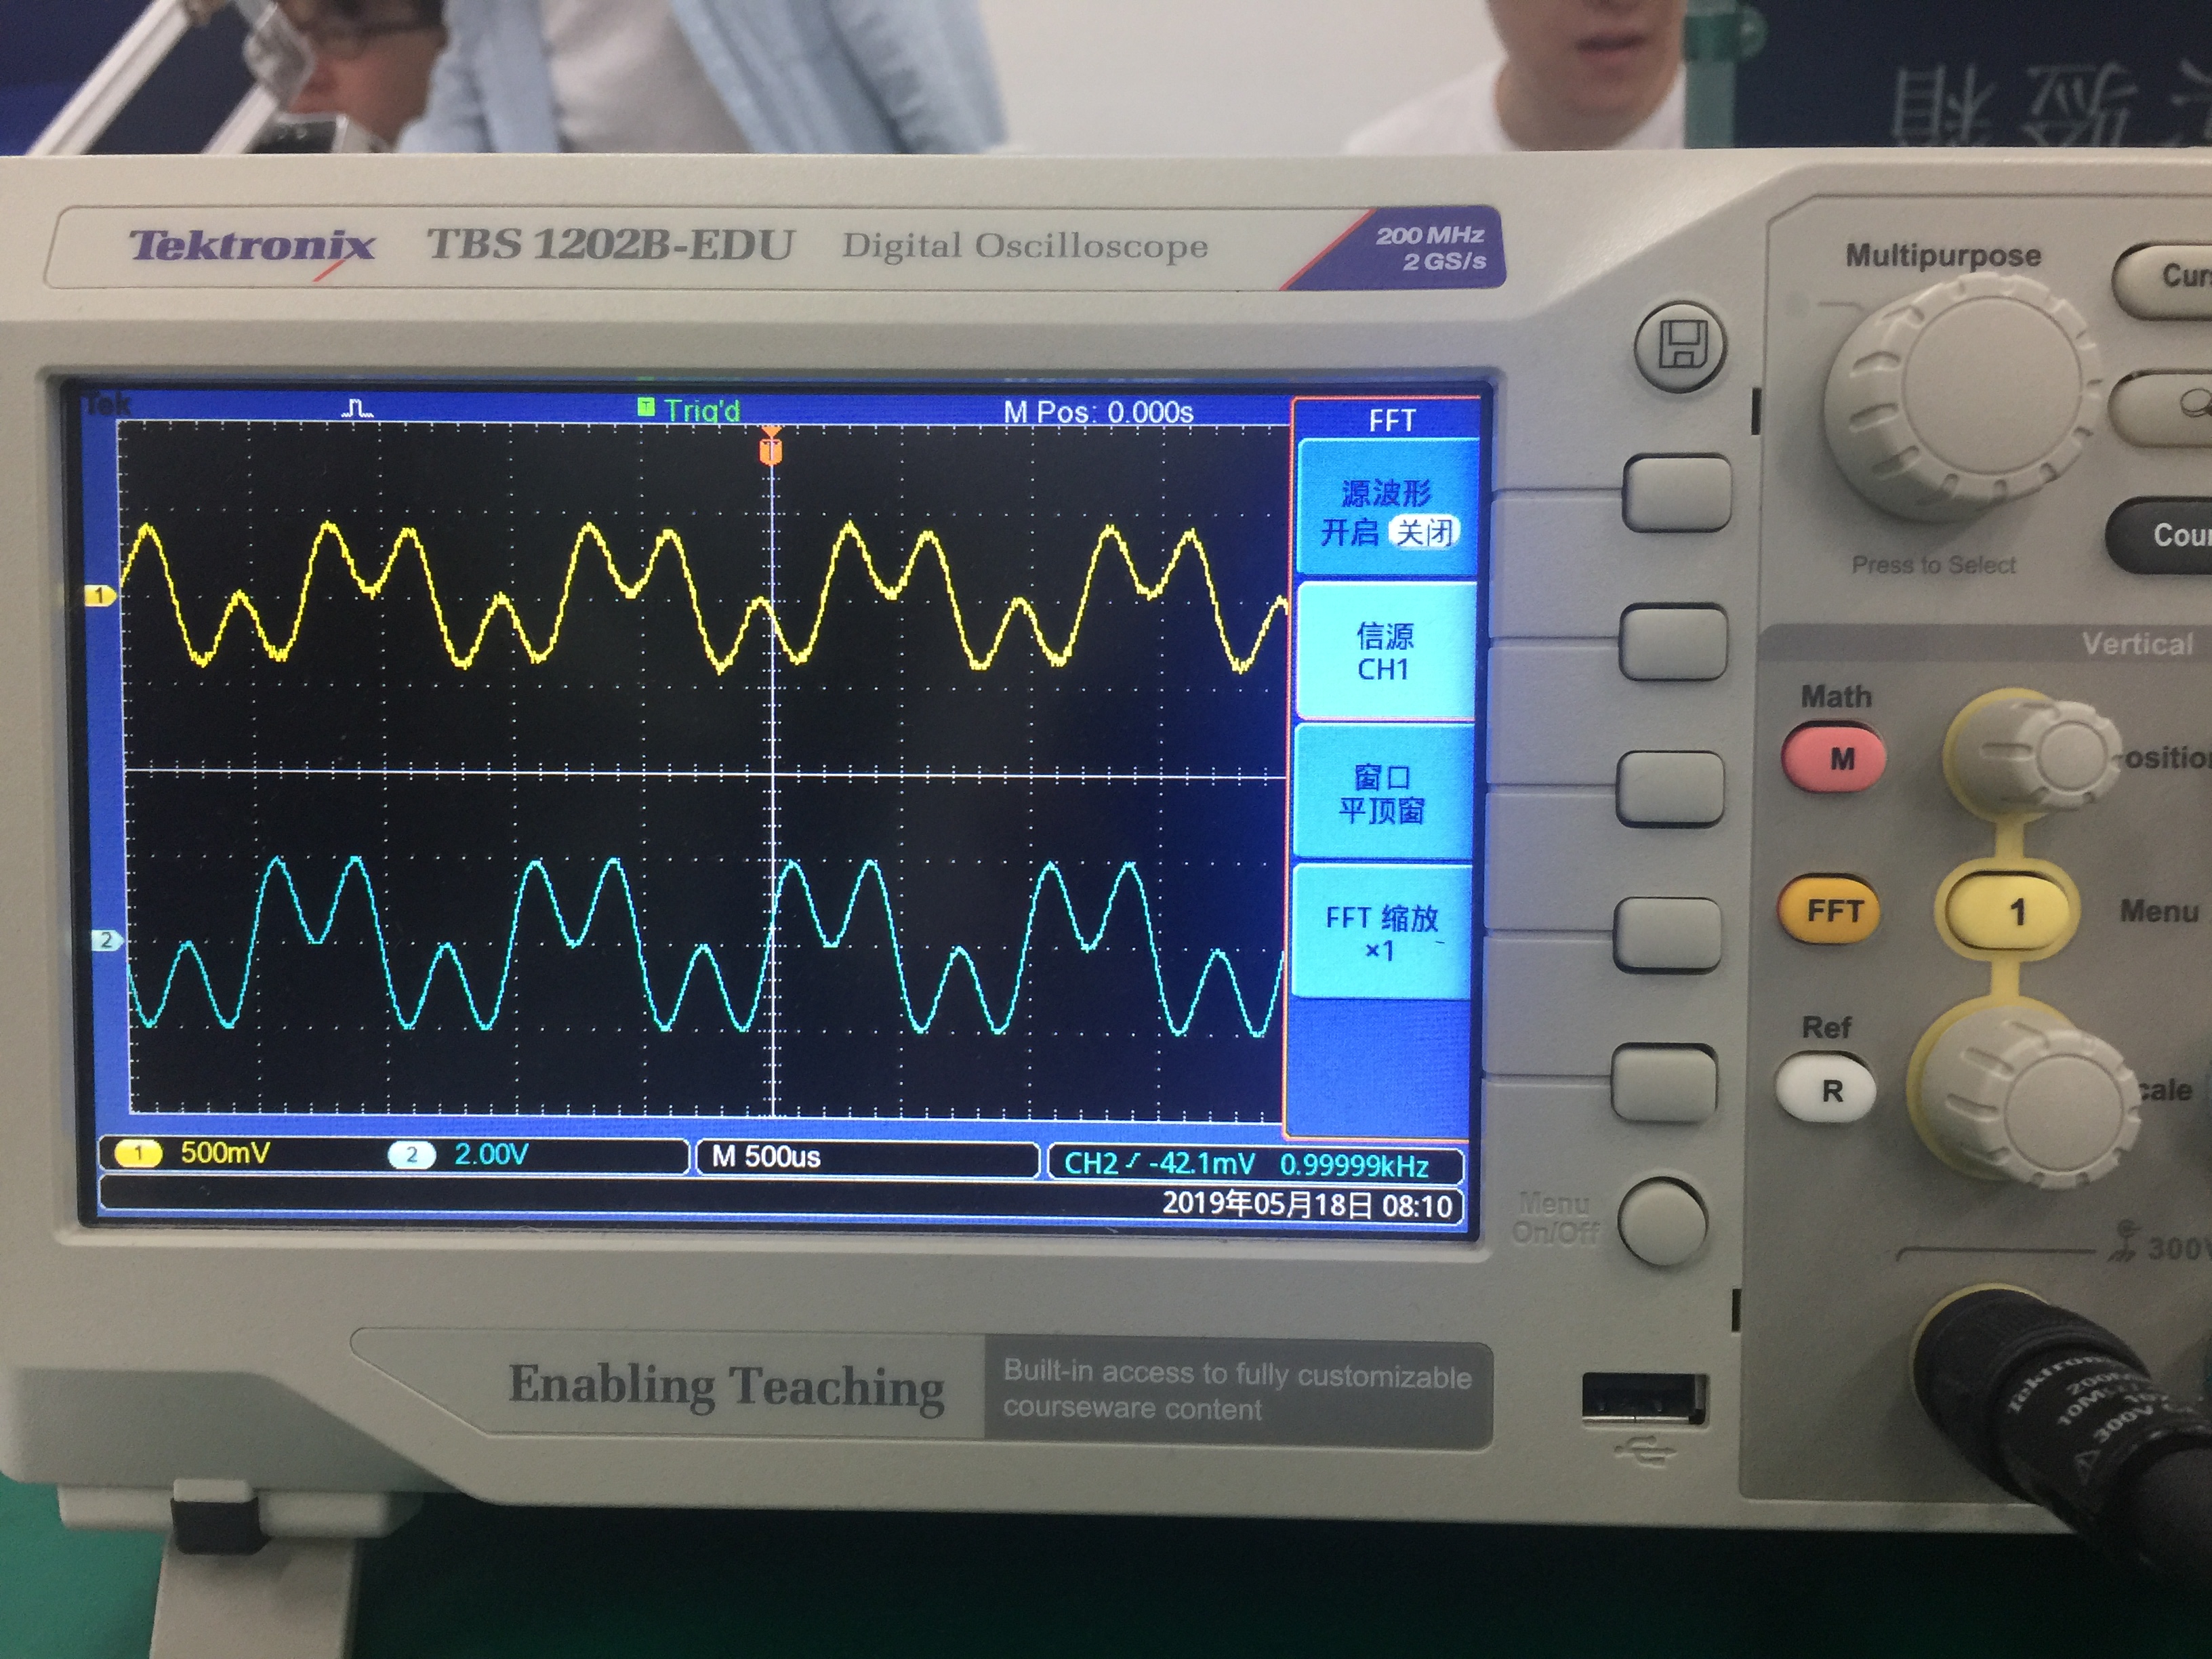 Tektronix TBS 1202B-EDU Digital Oscilloscope
200 MHz
2 GS/s
Multipurpose
Press to Select
Tek
T Trig'd
M Pos: 0.000s
T
FFT
源波形
开启 关闭
信源
CH1
窗口
平顶窗
FFT 缩放
×1
1
2
1 500mV
2 2.00V
M 500us
CH2 -42.1mV 0.99999kHz
2019年05月18日 08:10
Menu
On/Off
Vertical
Math
M
FFT
1
Menu
Ref
R
Enabling Teaching
Built-in access to fully customizable
courseware content
精 验